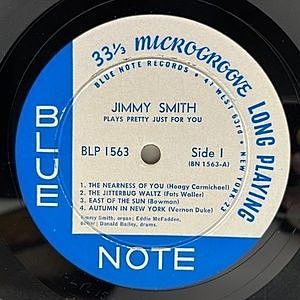 33⅓ MICROGROOVE LONG PLAYING
BLUE NOTE RECORDS • 47 WEST 63rd • NEW YORK 23
JIMMY SMITH
PLAYS PRETTY JUST FOR YOU
BLP 1563 Side 1
(BN 1563-A)
1. THE NEARNESS OF YOU (Hoagy Carmichael)
2. THE JITTERBUG WALTZ (Fats Waller)
3. EAST OF THE SUN (Bowman)
4. AUTUMN IN NEW YORK (Vernon Duke)
Jimmy Smith, organ; Eddie McFadden,
guitar; Donald Bailey, drums.
BLUE
NOTE